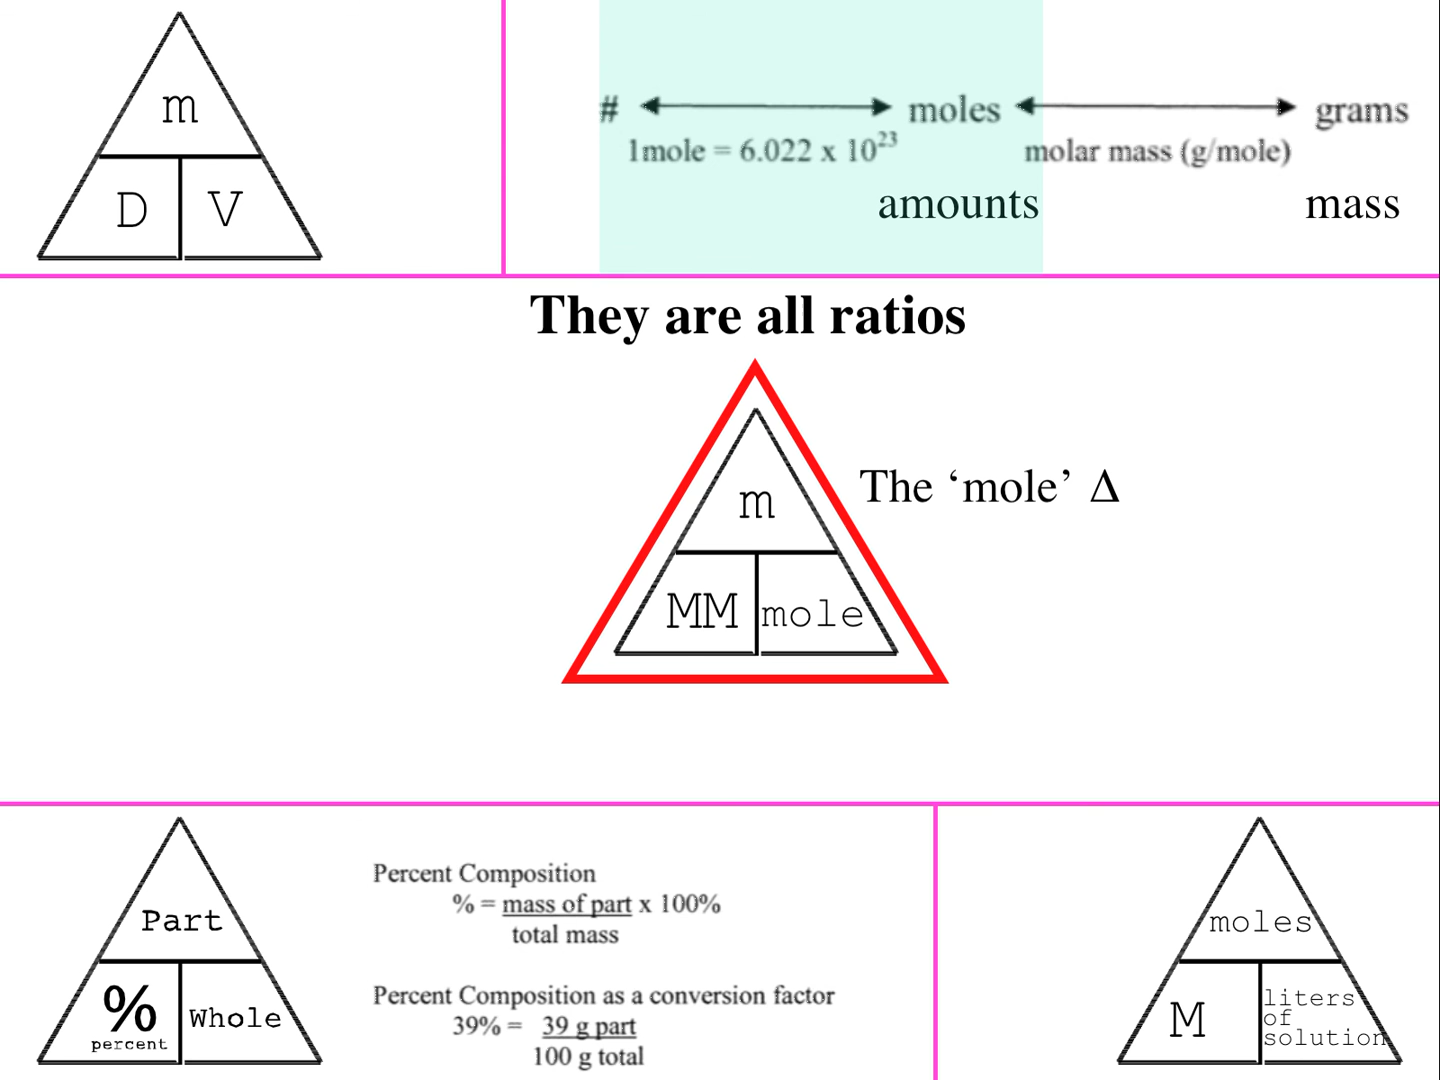 m
D V
# moles grams
1mole = 6.022 x 10²³ molar mass (g/mole)
amounts mass
They are all ratios
The ‘mole’ Δ
m
MM mole
Part
% Whole
percent
Percent Composition
% = mass of part x 100%
total mass
Percent Composition as a conversion factor
39% = 39 g part
100 g total
moles
M
liters
of
solution